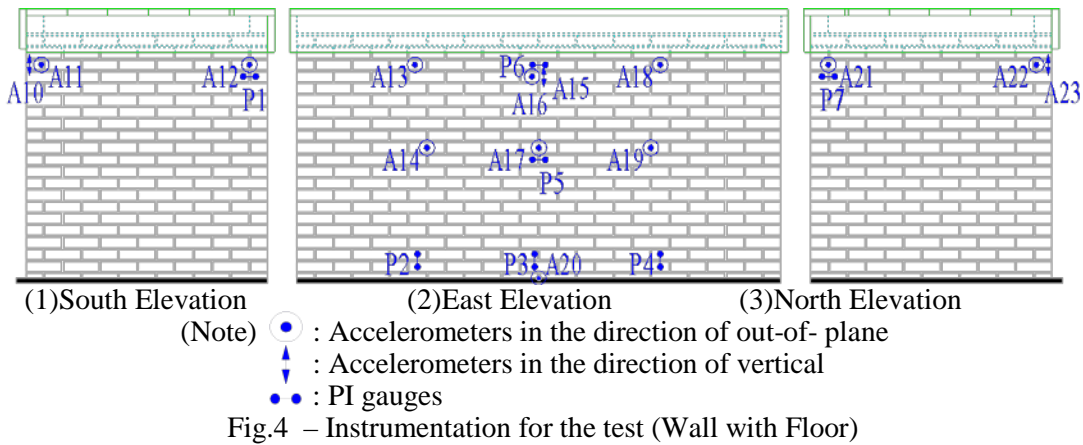 A10 A11 A12 P1
A13 P6 A15 A16 A18
A21 P7 A22 A23
A14 A17 P5 A19
P2 P3 A20 P4
(1)South Elevation (2)East Elevation (3)North Elevation
(Note) : Accelerometers in the direction of out-of- plane
: Accelerometers in the direction of vertical
: PI gauges
Fig.4 – Instrumentation for the test (Wall with Floor)